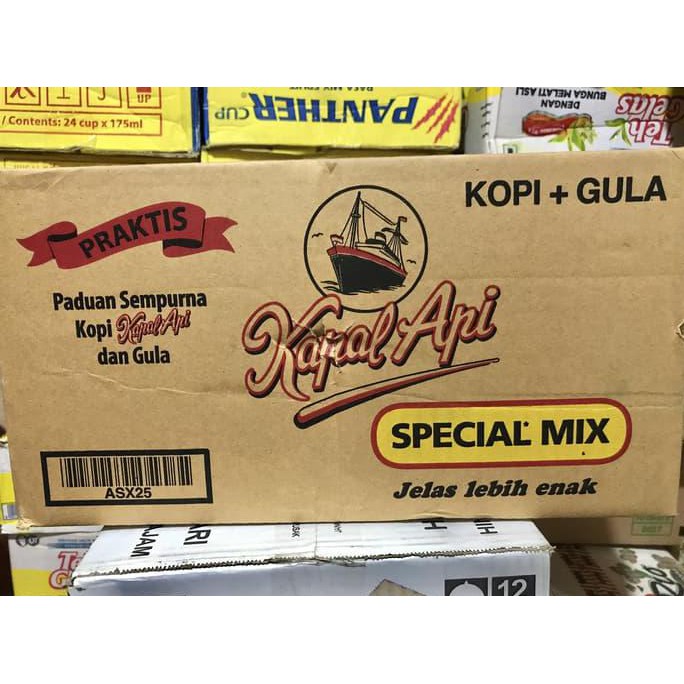 UP
/ Contents: 24 cup x 175ml
PANTHER CUP
DENGAN
BUNGA MELATI ASLI
Teh
Gelas
PRAKTIS
KOPI + GULA
Paduan Sempurna
Kopi Kapal Api
dan Gula
Kapal Api
SPECIAL MIX
Jelas lebih enak
ASX25
12